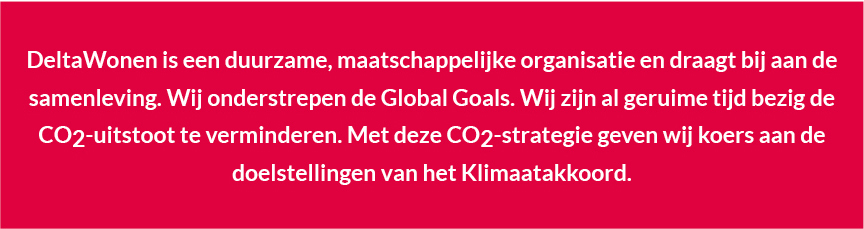 DeltaWonen is een duurzame, maatschappelijke organisatie en draagt bij aan de
samenleving. Wij onderstrepen de Global Goals. Wij zijn al geruime tijd bezig de
CO2-uitstoot te verminderen. Met deze CO2-strategie geven wij koers aan de
doelstellingen van het Klimaatakkoord.